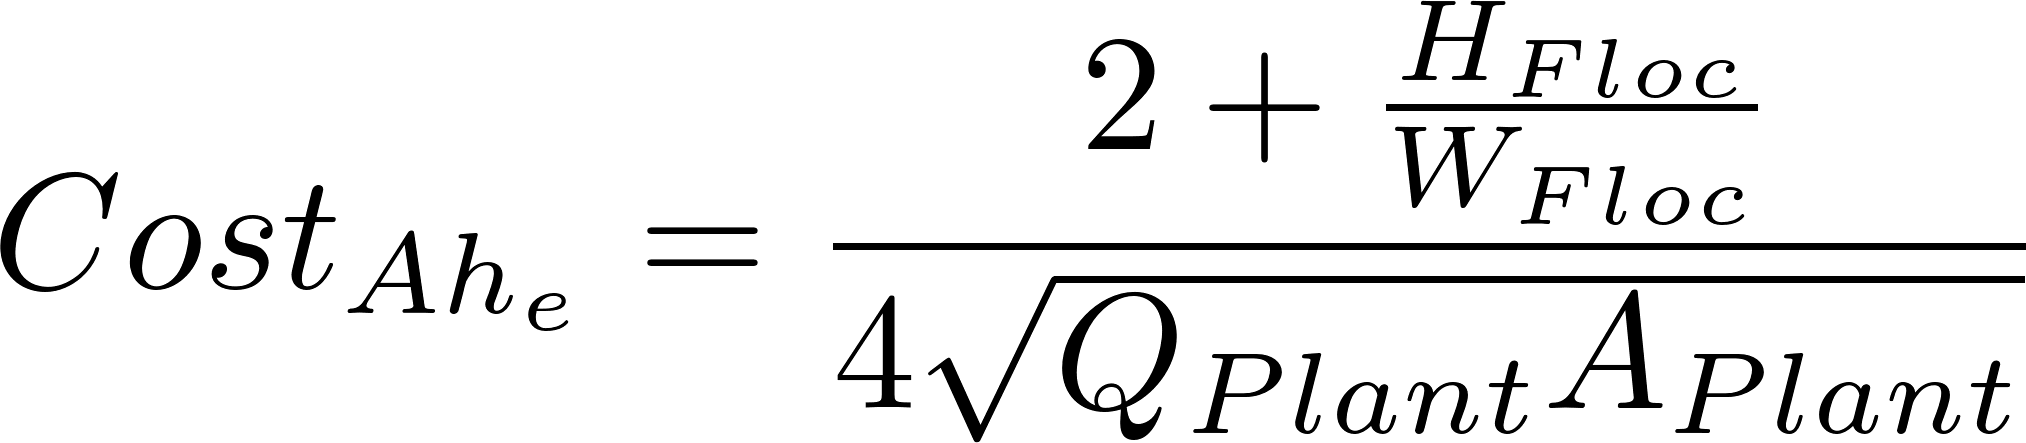 Cost_{Ah_e} = \frac{2 + \frac{H_{Floc}}{W_{Floc}}}{4\sqrt{Q_{Plant} A_{Plant}}}